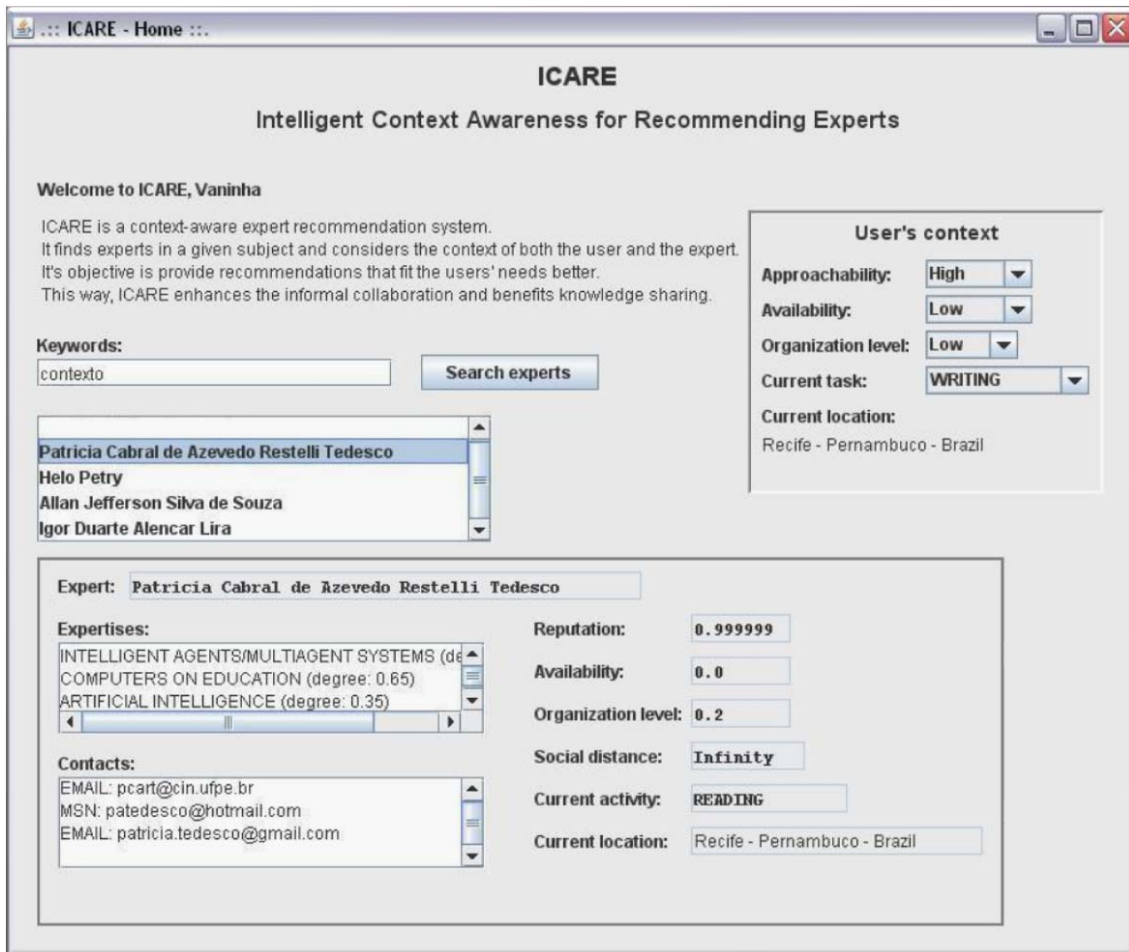 .:: ICARE - Home ::.
ICARE
Intelligent Context Awareness for Recommending Experts
Welcome to ICARE, Vaninha
ICARE is a context-aware expert recommendation system.
It finds experts in a given subject and considers the context of both the user and the expert.
It's objective is provide recommendations that fit the users' needs better.
This way, ICARE enhances the informal collaboration and benefits knowledge sharing.
User's context
Approachability: High
Availability: Low
Organization level: Low
Current task: WRITING
Current location:
Recife - Pernambuco - Brazil
Keywords:
contexto
Search experts
Patricia Cabral de Azevedo Restelli Tedesco
Helo Petry
Allan Jefferson Silva de Souza
Igor Duarte Alencar Lira
Expert: Patricia Cabral de Azevedo Restelli Tedesco
Expertises:
INTELLIGENT AGENTS/MULTIAGENT SYSTEMS (de
COMPUTERS ON EDUCATION (degree: 0.65)
ARTIFICIAL INTELLIGENCE (degree: 0.35)
Contacts:
EMAIL: pcart@cin.ufpe.br
MSN: patedesco@hotmail.com
EMAIL: patricia.tedesco@gmail.com
Reputation: 0.999999
Availability: 0.0
Organization level: 0.2
Social distance: Infinity
Current activity: READING
Current location: Recife - Pernambuco - Brazil